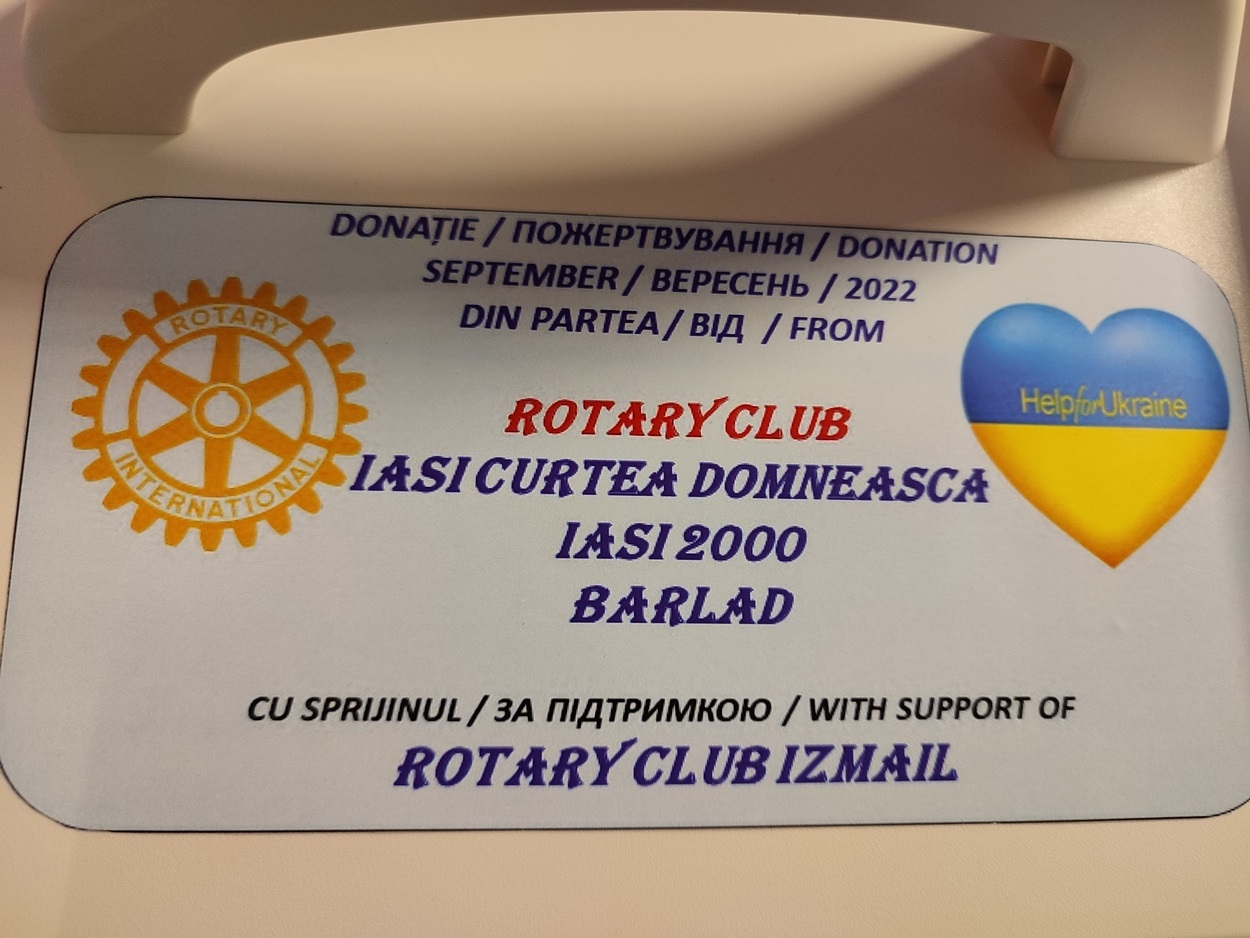 DONAȚIE / ПОЖЕРТВУВАННЯ / DONATION
SEPTEMBER / ВЕРЕСЕНЬ / 2022
DIN PARTEA / ВІД / FROM
ROTARY
INTERNATIONAL
HelpforUkraine
ROTARY CLUB
IASI CURTEA DOMNEASCA
IASI 2000
BARLAD
CU SPRIJINUL / ЗА ПІДТРИМКОЮ / WITH SUPPORT OF
ROTARY CLUB IZMAIL